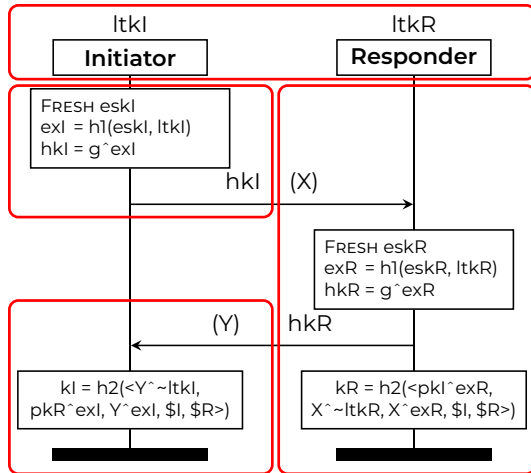 ltkI ltkR
Initiator Responder
FRESH eskI
exI = h1(eskI, ltkI)
hkI = g^exI
hkI (X)
FRESH eskR
exR = h1(eskR, ltkR)
hkR = g^exR
(Y) hkR
kI = h2(<Y^~ltkI,
pkR^exI, Y^exI, $I, $R>)
kR = h2(<pkI^exR,
X^~ltkR, X^exR, $I, $R>)